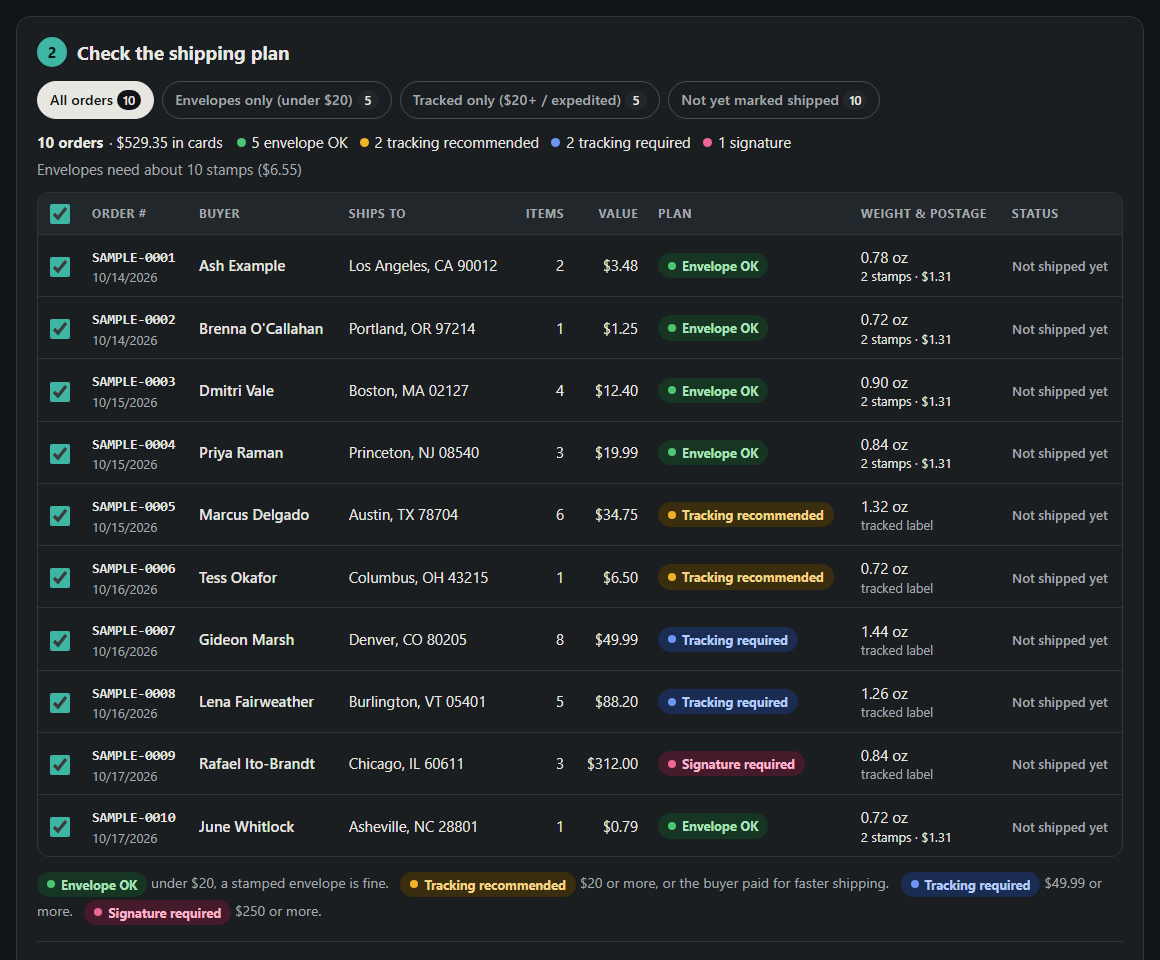 2 Check the shipping plan
All orders 10 Envelopes only (under $20) 5 Tracked only ($20+ / expedited) 5 Not yet marked shipped 10
10 orders · $529.35 in cards 5 envelope OK 2 tracking recommended 2 tracking required 1 signature
Envelopes need about 10 stamps ($6.55)
ORDER # BUYER SHIPS TO ITEMS VALUE PLAN WEIGHT & POSTAGE STATUS
SAMPLE-0001 Ash Example Los Angeles, CA 90012 2 $3.48 Envelope OK 0.78 oz Not shipped yet
10/14/2026 2 stamps · $1.31
SAMPLE-0002 Brenna O'Callahan Portland, OR 97214 1 $1.25 Envelope OK 0.72 oz Not shipped yet
10/14/2026 2 stamps · $1.31
SAMPLE-0003 Dmitri Vale Boston, MA 02127 4 $12.40 Envelope OK 0.90 oz Not shipped yet
10/15/2026 2 stamps · $1.31
SAMPLE-0004 Priya Raman Princeton, NJ 08540 3 $19.99 Envelope OK 0.84 oz Not shipped yet
10/15/2026 2 stamps · $1.31
SAMPLE-0005 Marcus Delgado Austin, TX 78704 6 $34.75 Tracking recommended 1.32 oz Not shipped yet
10/15/2026 tracked label
SAMPLE-0006 Tess Okafor Columbus, OH 43215 1 $6.50 Tracking recommended 0.72 oz Not shipped yet
10/16/2026 tracked label
SAMPLE-0007 Gideon Marsh Denver, CO 80205 8 $49.99 Tracking required 1.44 oz Not shipped yet
10/16/2026 tracked label
SAMPLE-0008 Lena Fairweather Burlington, VT 05401 5 $88.20 Tracking required 1.26 oz Not shipped yet
10/16/2026 tracked label
SAMPLE-0009 Rafael Ito-Brandt Chicago, IL 60611 3 $312.00 Signature required 0.84 oz Not shipped yet
10/17/2026 tracked label
SAMPLE-0010 June Whitlock Asheville, NC 28801 1 $0.79 Envelope OK 0.72 oz Not shipped yet
10/17/2026 2 stamps · $1.31
Envelope OK under $20, a stamped envelope is fine. Tracking recommended $20 or more, or the buyer paid for faster shipping. Tracking required $49.99 or
more. Signature required $250 or more.